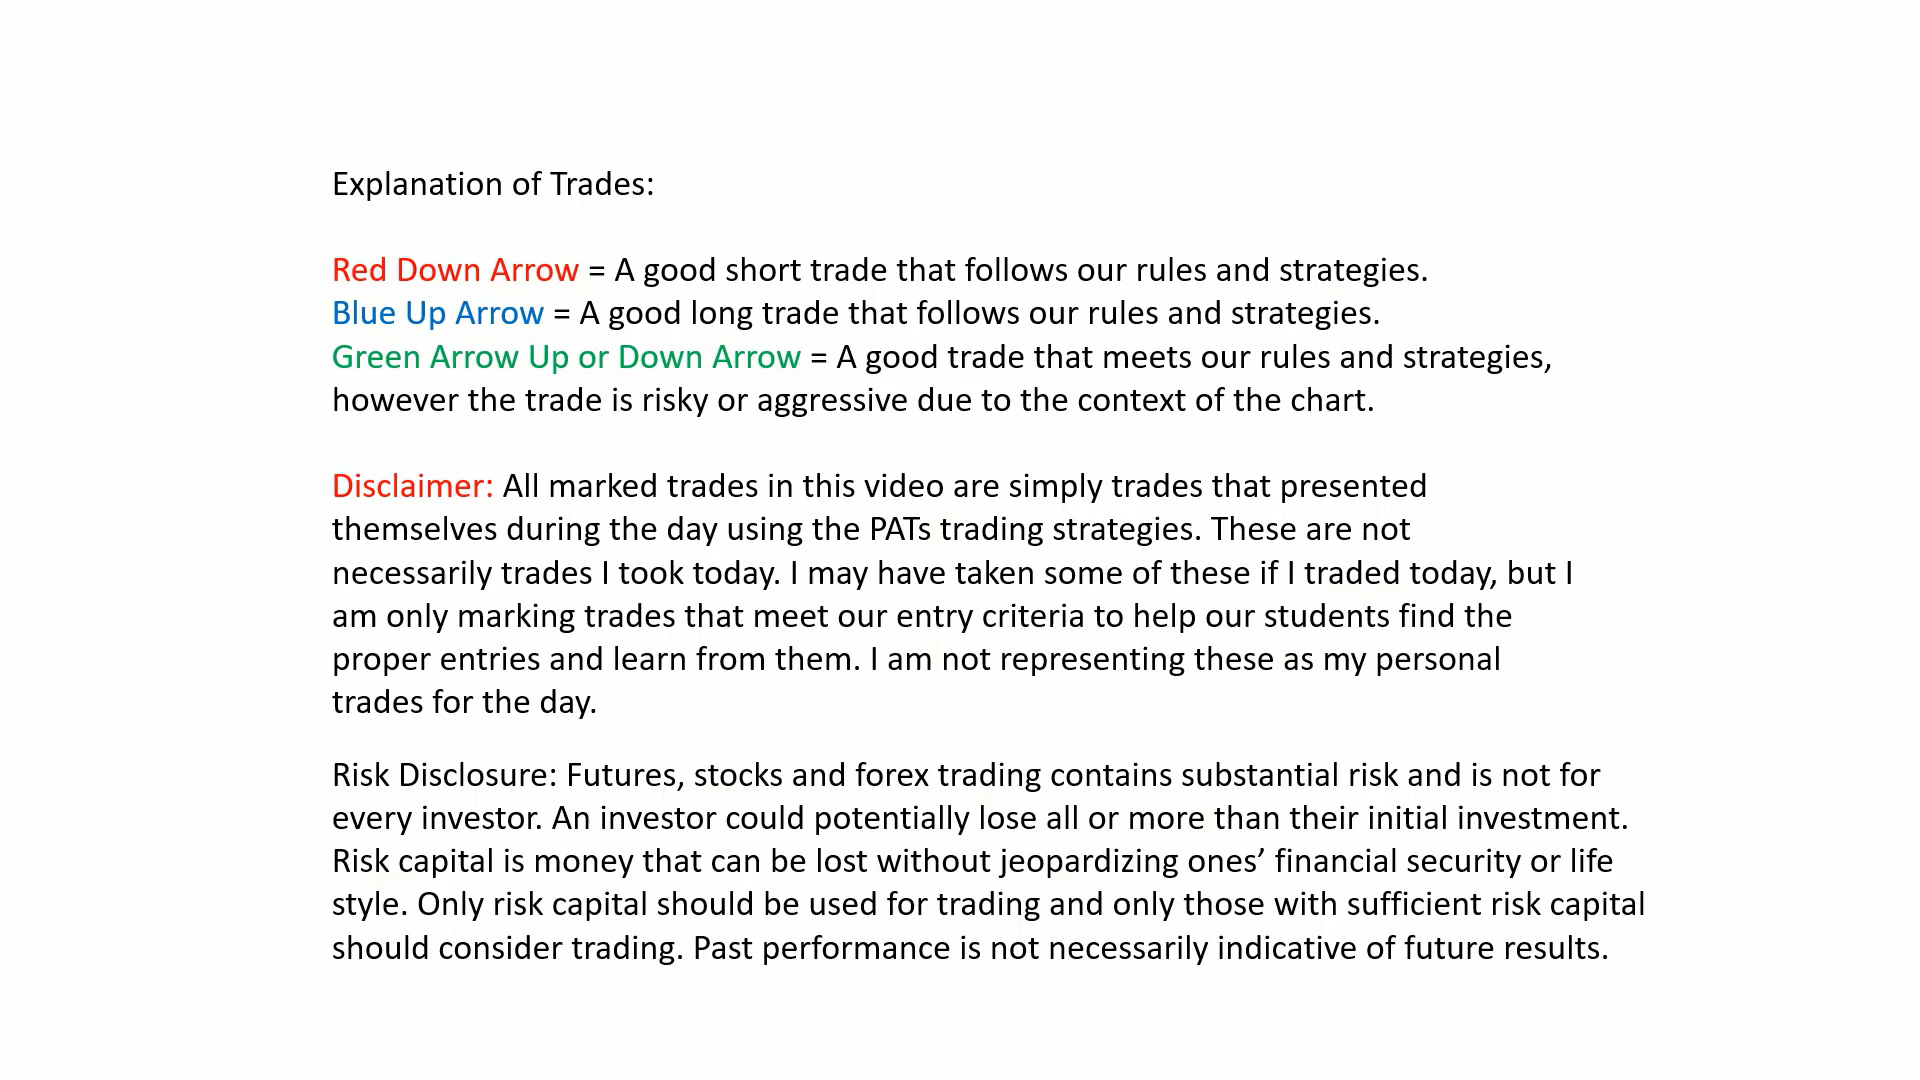 Explanation of Trades:
Red Down Arrow = A good short trade that follows our rules and strategies.
Blue Up Arrow = A good long trade that follows our rules and strategies.
Green Arrow Up or Down Arrow = A good trade that meets our rules and strategies,
however the trade is risky or aggressive due to the context of the chart.
Disclaimer: All marked trades in this video are simply trades that presented
themselves during the day using the PATs trading strategies. These are not
necessarily trades I took today. I may have taken some of these if I traded today, but I
am only marking trades that meet our entry criteria to help our students find the
proper entries and learn from them. I am not representing these as my personal
trades for the day.
Risk Disclosure: Futures, stocks and forex trading contains substantial risk and is not for
every investor. An investor could potentially lose all or more than their initial investment.
Risk capital is money that can be lost without jeopardizing ones’ financial security or life
style. Only risk capital should be used for trading and only those with sufficient risk capital
should consider trading. Past performance is not necessarily indicative of future results.